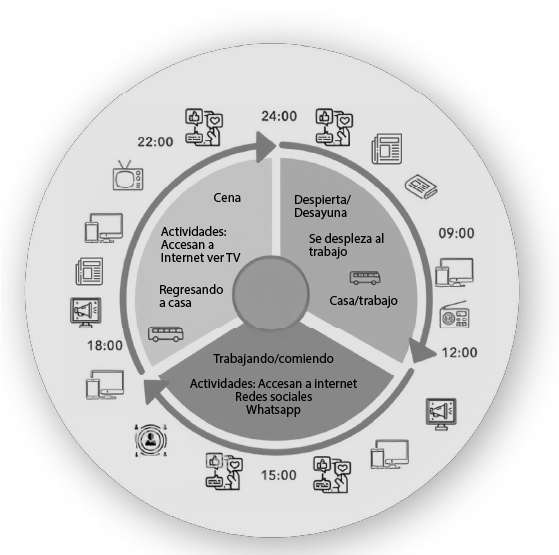 24:00
22:00
09:00
12:00
15:00
18:00
Despierta/
Desayuna
Se despleza al
trabajo
Casa/trabajo
Trabajando/comiendo
Actividades: Accesan a internet
Redes sociales
Whatsapp
Cena
Actividades:
Accesan a
Internet ver TV
Regresando
a casa